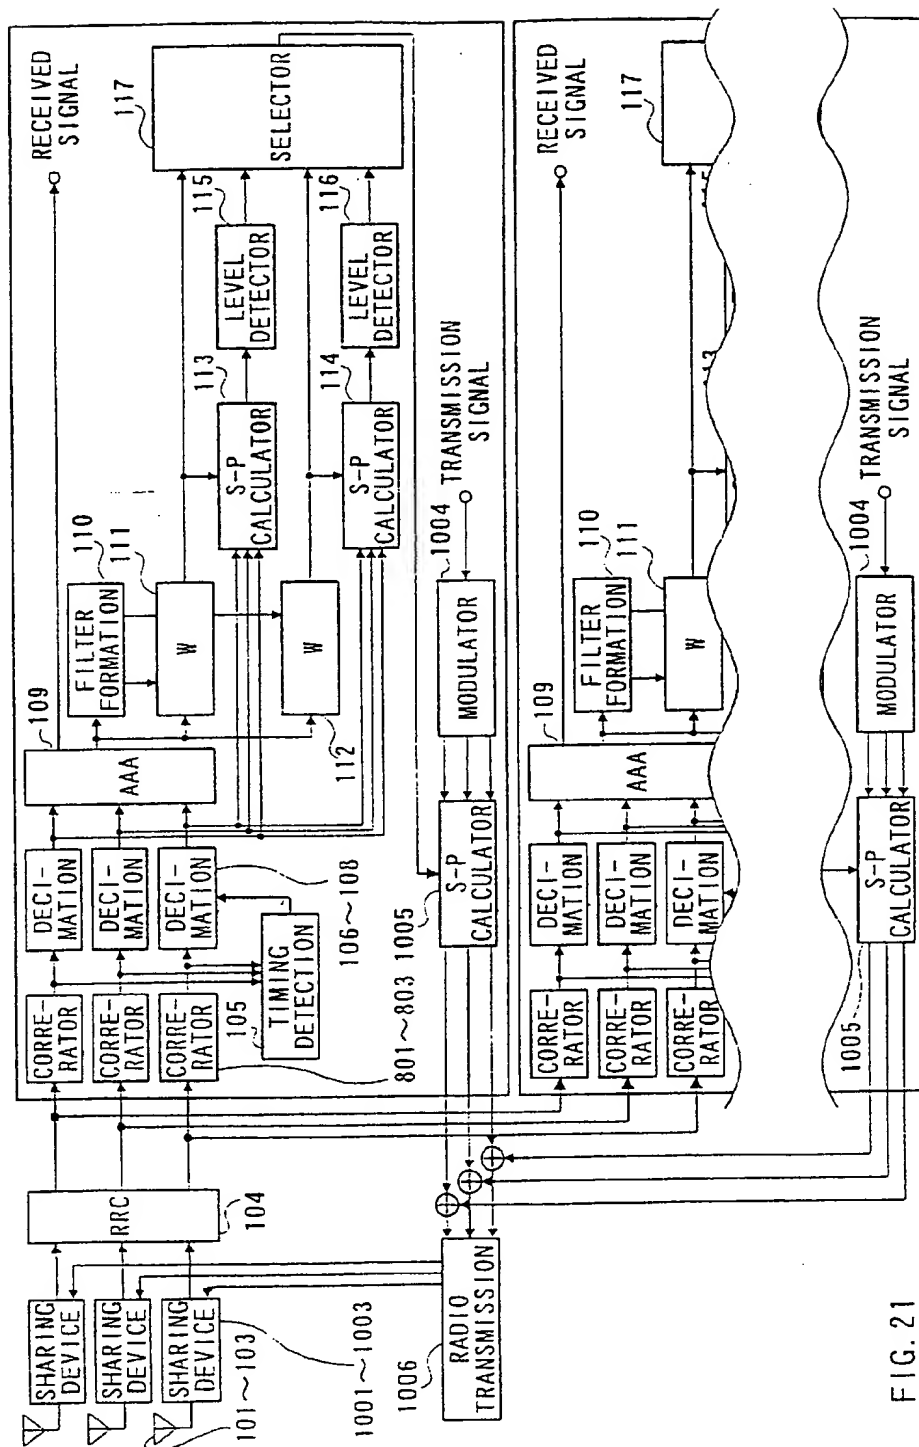 RECEIVED
SIGNAL
117
SELECTOR
115
LEVEL
DETECTOR
116
LEVEL
DETECTOR
113
S-P
CALCULATOR
114
S-P
CALCULATOR
TRANSMISSION
SIGNAL
1004
MODULATOR
110
FILTER
FORMATION
111
W
W
112
109
AAA
DECI-
MATION
DECI-
MATION
DECI-
MATION
106~108
S-P
CALCULATOR
1005
CORRE-
RATOR
CORRE-
RATOR
CORRE-
RATOR
105
TIMING
DETECTION
801~803
RRC
104
SHARING
DEVICE
SHARING
DEVICE
SHARING
DEVICE
101~103
1001~1003
1006
RADIO
TRANSMISSION
RECEIVED
SIGNAL
117
TRANSMISSION
SIGNAL
1004
MODULATOR
110
FILTER
FORMATION
111
W
109
AAA
DECI-
MATION
DECI-
MATION
DECI-
MATION
S-P
CALCULATOR
1005
CORRE-
RATOR
CORRE-
RATOR
CORRE-
RATOR
FIG. 21